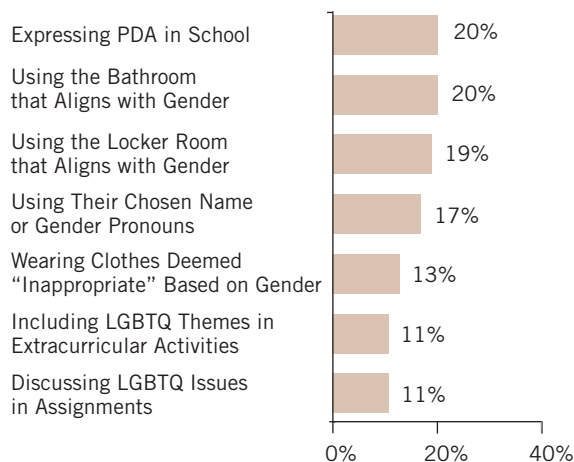 Expressing PDA in School
20%
Using the Bathroom
that Aligns with Gender
20%
Using the Locker Room
that Aligns with Gender
19%
Using Their Chosen Name
or Gender Pronouns
17%
Wearing Clothes Deemed
“Inappropriate” Based on Gender
13%
Including LGBTQ Themes in
Extracurricular Activities
11%
Discussing LGBTQ Issues
in Assignments
11%
0% 20% 40%